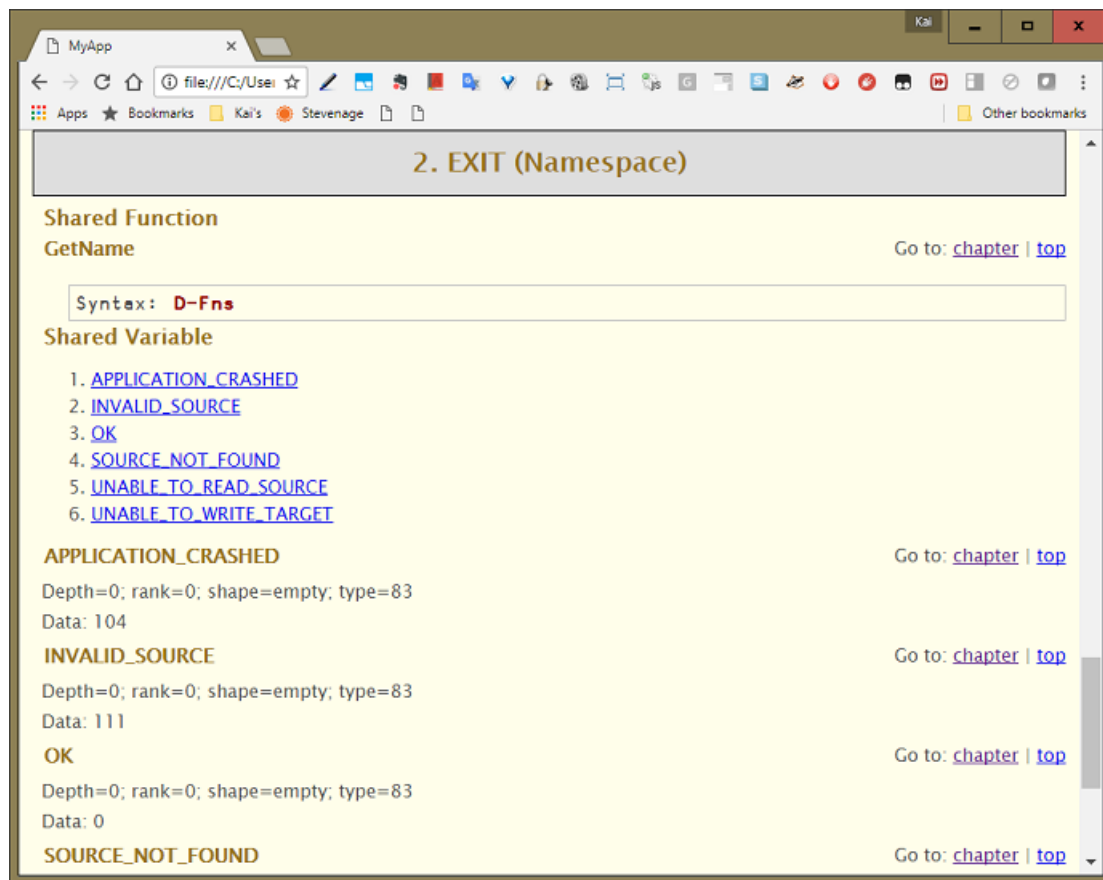 Kai
MyApp
file:///C:/User
Apps Bookmarks Kai's Stevenage Other bookmarks
2. EXIT (Namespace)
Shared Function
GetName Go to: chapter | top
Syntax: D-Fns
Shared Variable
1. APPLICATION_CRASHED
2. INVALID_SOURCE
3. OK
4. SOURCE_NOT_FOUND
5. UNABLE_TO_READ_SOURCE
6. UNABLE_TO_WRITE_TARGET
APPLICATION_CRASHED Go to: chapter | top
Depth=0; rank=0; shape=empty; type=83
Data: 104
INVALID_SOURCE Go to: chapter | top
Depth=0; rank=0; shape=empty; type=83
Data: 111
OK Go to: chapter | top
Depth=0; rank=0; shape=empty; type=83
Data: 0
SOURCE_NOT_FOUND Go to: chapter | top